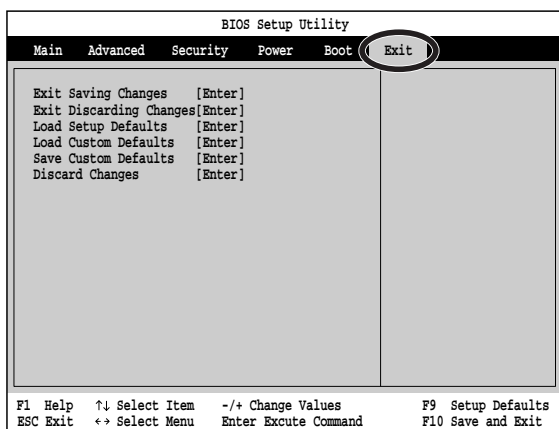 BIOS Setup Utility
Main Advanced Security Power Boot Exit
Exit Saving Changes [Enter]
Exit Discarding Changes[Enter]
Load Setup Defaults [Enter]
Load Custom Defaults [Enter]
Save Custom Defaults [Enter]
Discard Changes [Enter]
F1 Help ↑↓ Select Item -/+ Change Values F9 Setup Defaults
ESC Exit ↔ Select Menu Enter Excute Command F10 Save and Exit